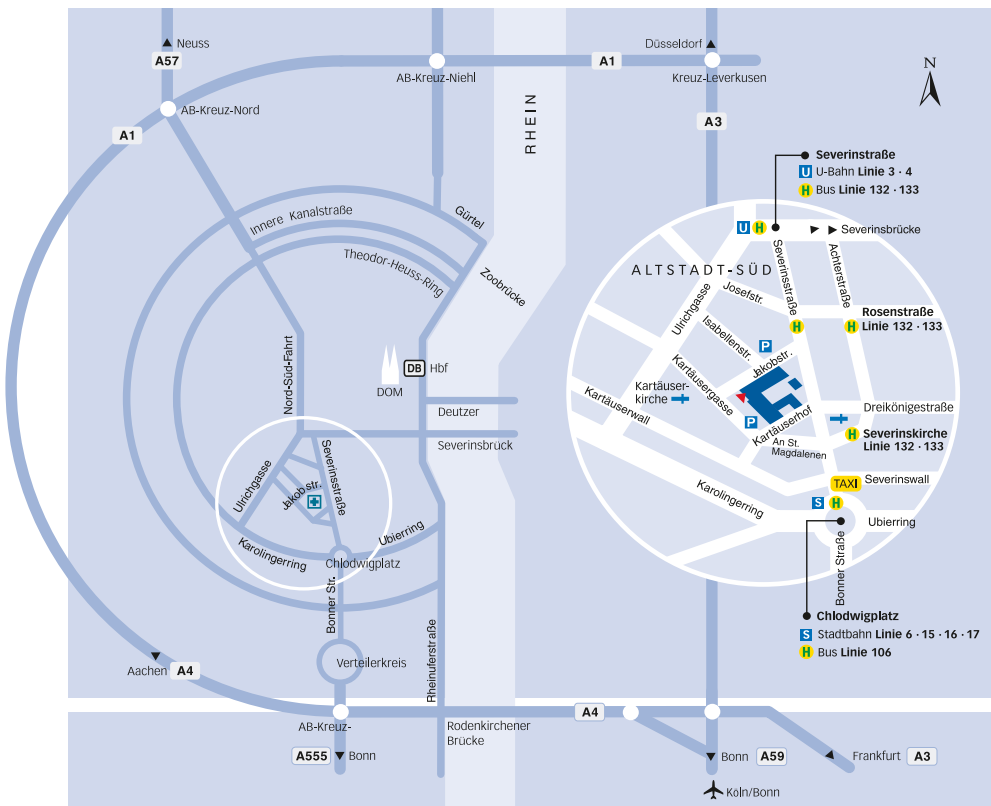 Neuss
A57
AB-Kreuz-Nord
A1
AB-Kreuz-Niehl
A1
Düsseldorf
Kreuz-Leverkusen
A3
N
RHEIN
Innere Kanalstraße
Gürtel
Theodor-Heuss-Ring
Zoobrücke
Nord-Süd-Fahrt
DOM
DB Hbf
Deutzer
Severinsbrück
Ulrichgasse
Jakobstr.
Severinsstraße
Karolingerring
Ubierring
Chlodwigplatz
Bonner Str.
Verteilerkreis
Rheinuferstraße
Aachen A4
AB-Kreuz-
A555 Bonn
Rodenkirchener
Brücke
A4
Bonn A59
Köln/Bonn
Frankfurt A3
Severinstraße
U U-Bahn Linie 3 · 4
H Bus Linie 132 · 133
U H
Severinsbrücke
ALTSTADT-SÜD
Ulrichgasse
Josefstr.
Severinsstraße
Achterstraße
Isabellenstr.
H
H
Rosenstraße
Linie 132 · 133
P
Jakobstr.
Kartäuser-
kirche
Kartäusergasse
Kartäuserwall
P
Kartäuserhof
Dreikönigestraße
An St.
Magdalenen
H
Severinskirche
Linie 132 · 133
TAXI
Severinswall
Karolingerring
S H
Ubierring
Bonner Straße
Chlodwigplatz
S Stadtbahn Linie 6 · 15 · 16 · 17
H Bus Linie 106